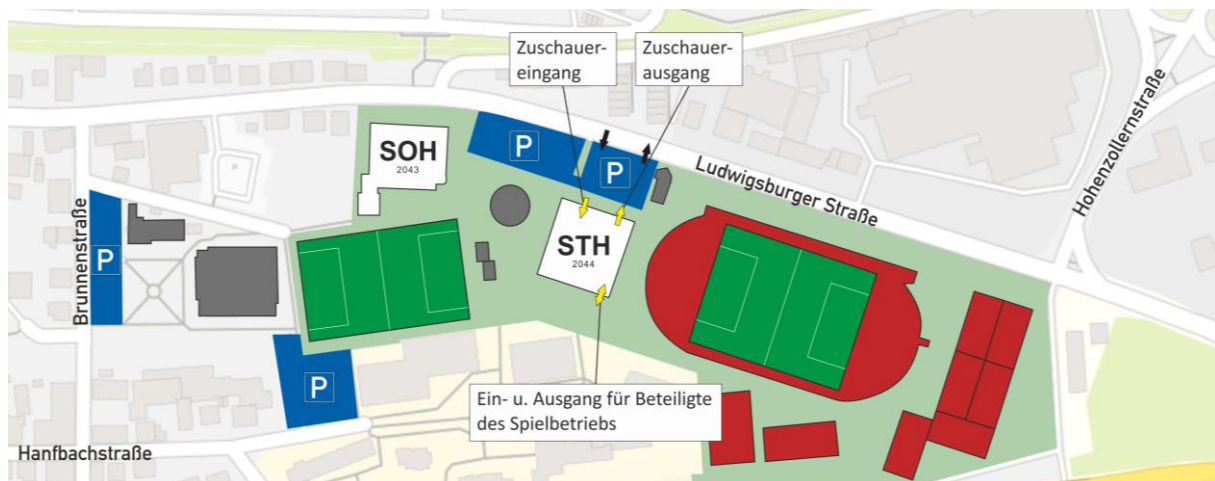 Zuschauer-
eingang
Zuschauer-
ausgang
SOH
2043
P
P
Ludwigsburger Straße
Hohenzollernstraße
Brunnenstraße
P
STH
2044
P
Ein- u. Ausgang für Beteiligte
des Spielbetriebs
Hanfbachstraße